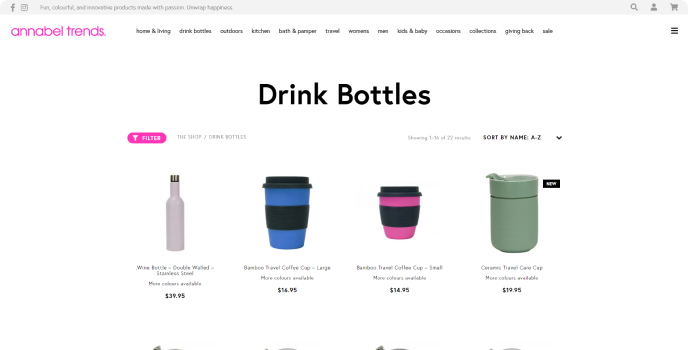 Fun, colourful, and innovative products made with passion. Unwrap happiness.
annabel trends.
home & living drink bottles outdoors kitchen bath & pamper travel womens men kids & baby occasions collections giving back sale
Drink Bottles
FILTER THE SHOP / DRINK BOTTLES Showing 1–16 of 22 results SORT BY NAME: A-Z
NEW
Wine Bottle – Double Walled –
Stainless Steel
More colours available
$39.95
Bamboo Travel Coffee Cup – Large
More colours available
$16.95
Bamboo Travel Coffee Cup – Small
More colours available
$14.95
Ceramic Travel Care Cup
More colours available
$19.95